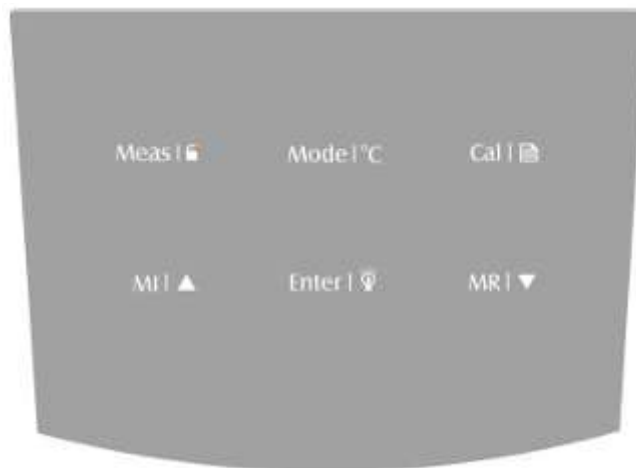 Meas |
Mode | °C
Cal |
MI | ▲
Enter |
MR | ▼